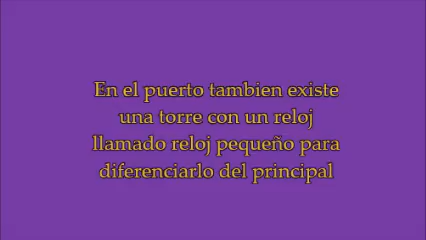 En el puerto tambien existe
una torre con un reloj
llamado reloj pequeño para
diferenciarlo del principal